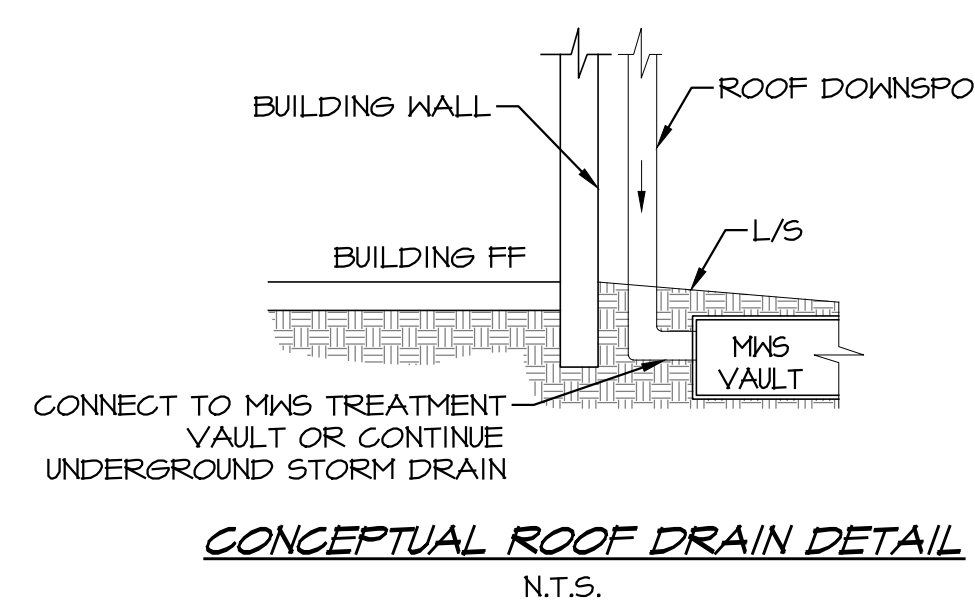 BUILDING WALL
ROOF DOWNSPO
L/S
BUILDING FF
MWS
VAULT
CONNECT TO MWS TREATMENT
VAULT OR CONTINUE
UNDERGROUND STORM DRAIN
CONCEPTUAL ROOF DRAIN DETAIL
N.T.S.